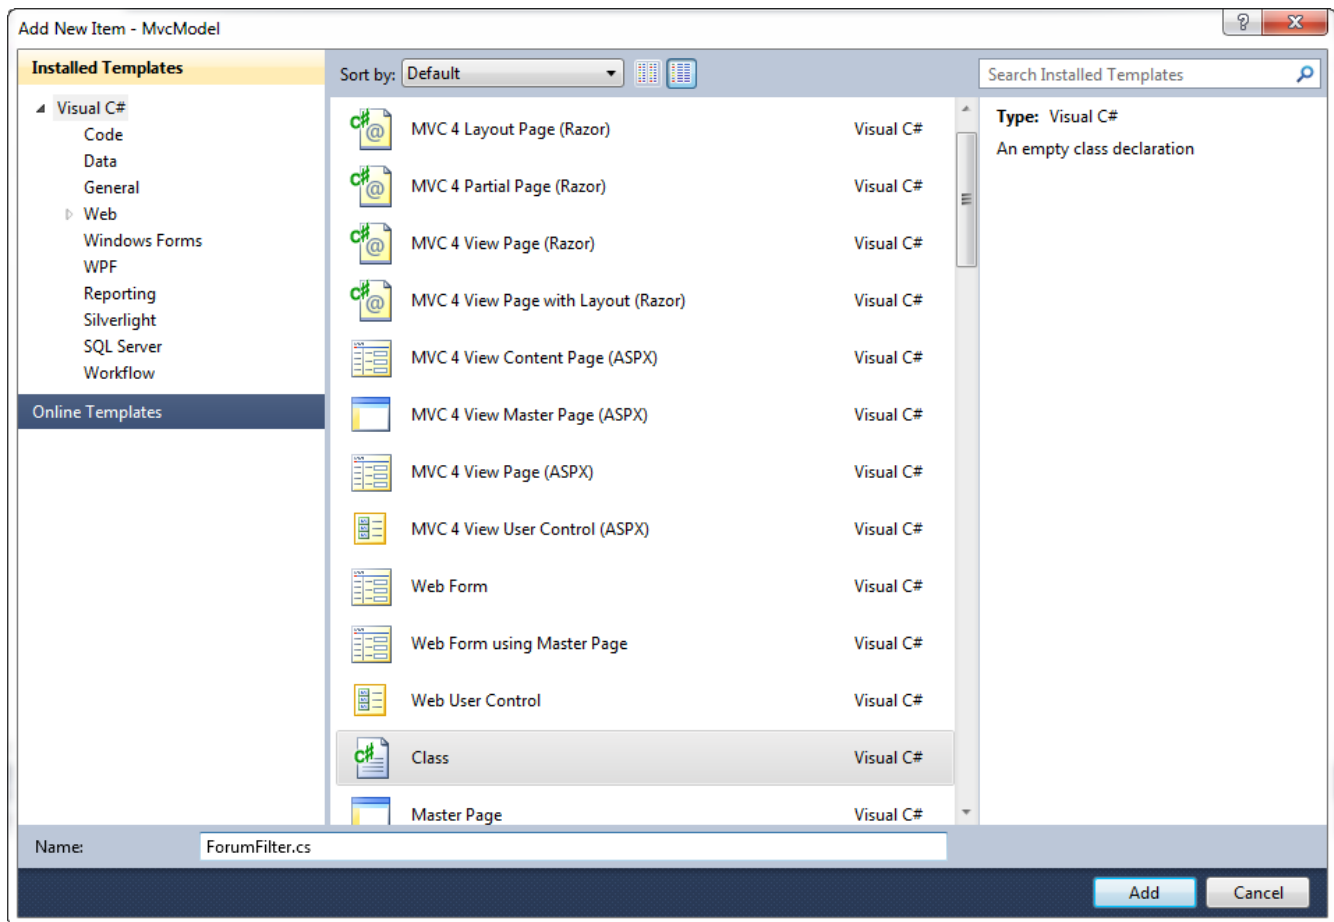 Add New Item - MvcModel
Installed Templates
Sort by: Default
Search Installed Templates
Visual C#
Code
Data
General
Web
Windows Forms
WPF
Reporting
Silverlight
SQL Server
Workflow
Online Templates
MVC 4 Layout Page (Razor) Visual C#
MVC 4 Partial Page (Razor) Visual C#
MVC 4 View Page (Razor) Visual C#
MVC 4 View Page with Layout (Razor) Visual C#
MVC 4 View Content Page (ASPX) Visual C#
MVC 4 View Master Page (ASPX) Visual C#
MVC 4 View Page (ASPX) Visual C#
MVC 4 View User Control (ASPX) Visual C#
Web Form Visual C#
Web Form using Master Page Visual C#
Web User Control Visual C#
Class Visual C#
Master Page Visual C#
Type: Visual C#
An empty class declaration
Name: ForumFilter.cs
Add Cancel